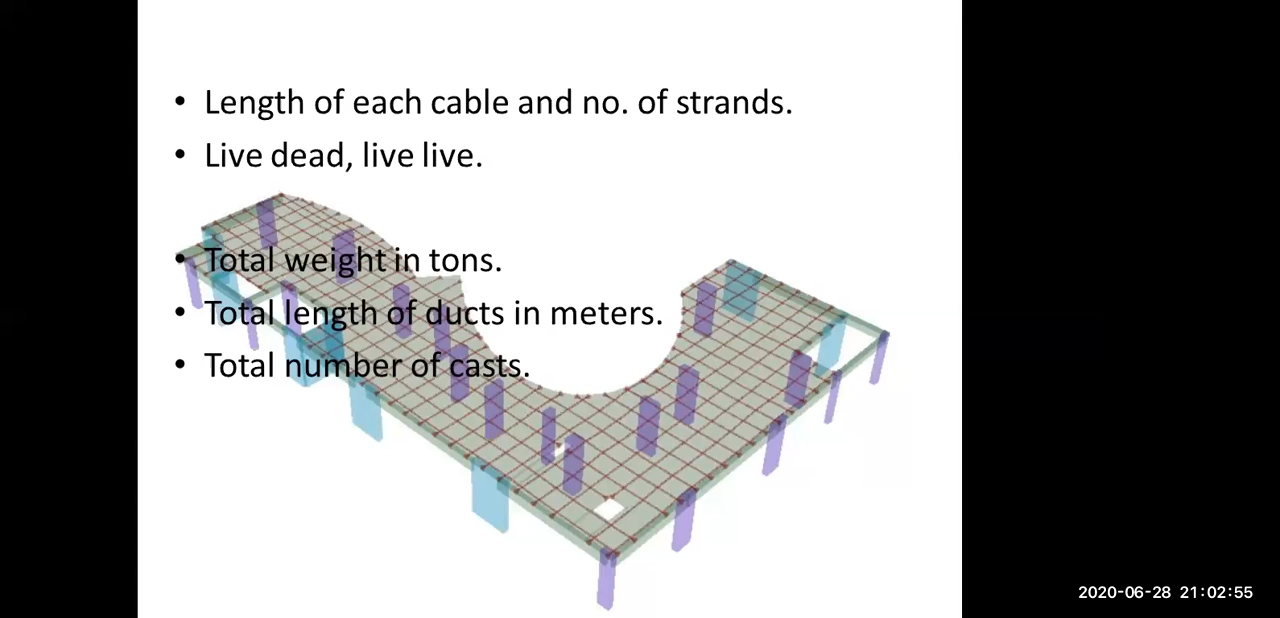 • Length of each cable and no. of strands.
• Live dead, live live.
• Total weight in tons.
• Total length of ducts in meters.
• Total number of casts.
2020-06-28 21:02:55